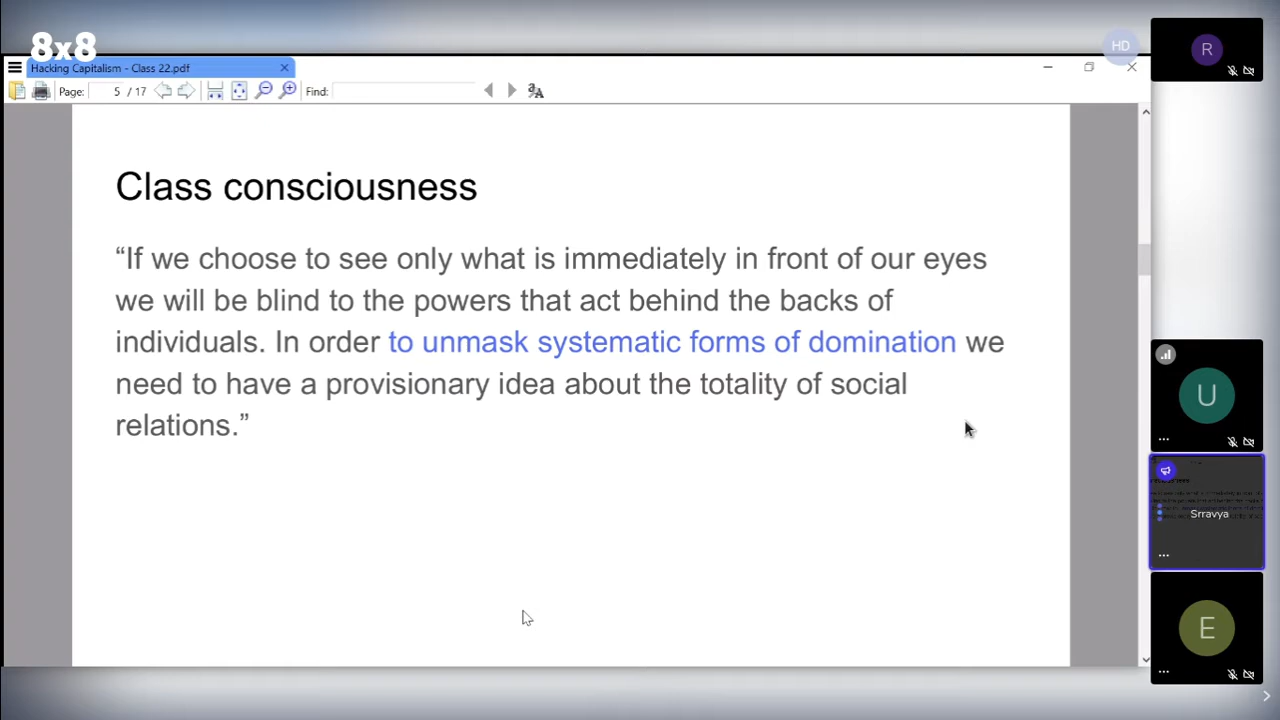 8x8
HD
R
Hacking Capitalism - Class 22.pdf
Page: 5 / 17 Find:
Class consciousness
“If we choose to see only what is immediately in front of our eyes
we will be blind to the powers that act behind the backs of
individuals. In order to unmask systematic forms of domination we
need to have a provisionary idea about the totality of social
relations.”
U
Srravya
E